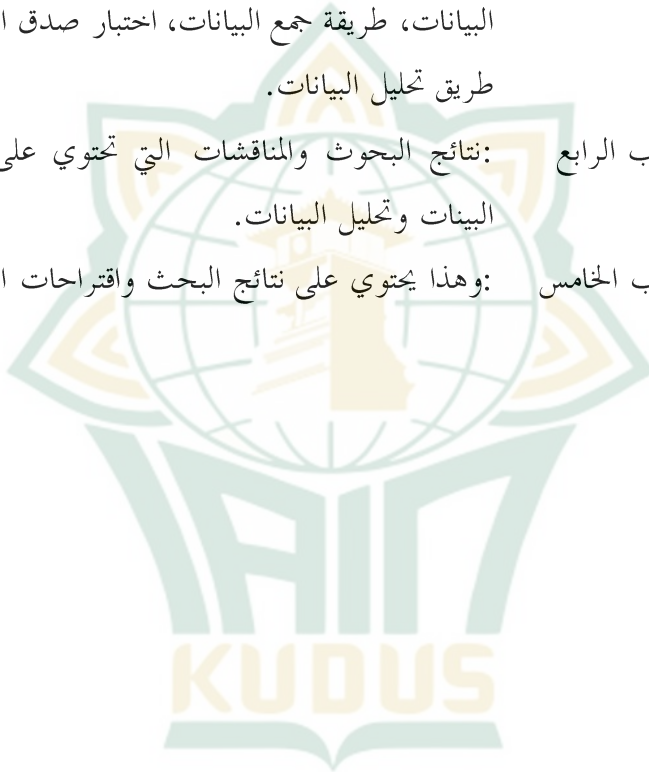 البيانات، طريقة جمع البيانات، اختبار صدق ا
طريق تحليل البيانات.
ب الرابع :نتائج البحوث والمناقشات التي تحتوي على
البينات وتحليل البيانات.
ب الخامس :وهذا يحتوي على نتائج البحث واقتراحات ا
IAIN
KUDUS